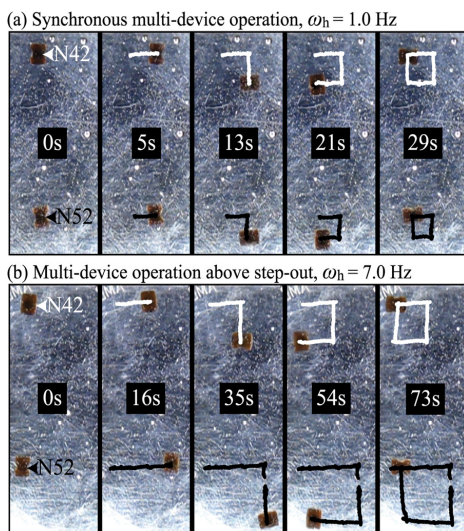 (a) Synchronous multi-device operation, ωh = 1.0 Hz
N42
0s 5s 13s 21s 29s
N52
(b) Multi-device operation above step-out, ωh = 7.0 Hz
N42
0s 16s 35s 54s 73s
N52